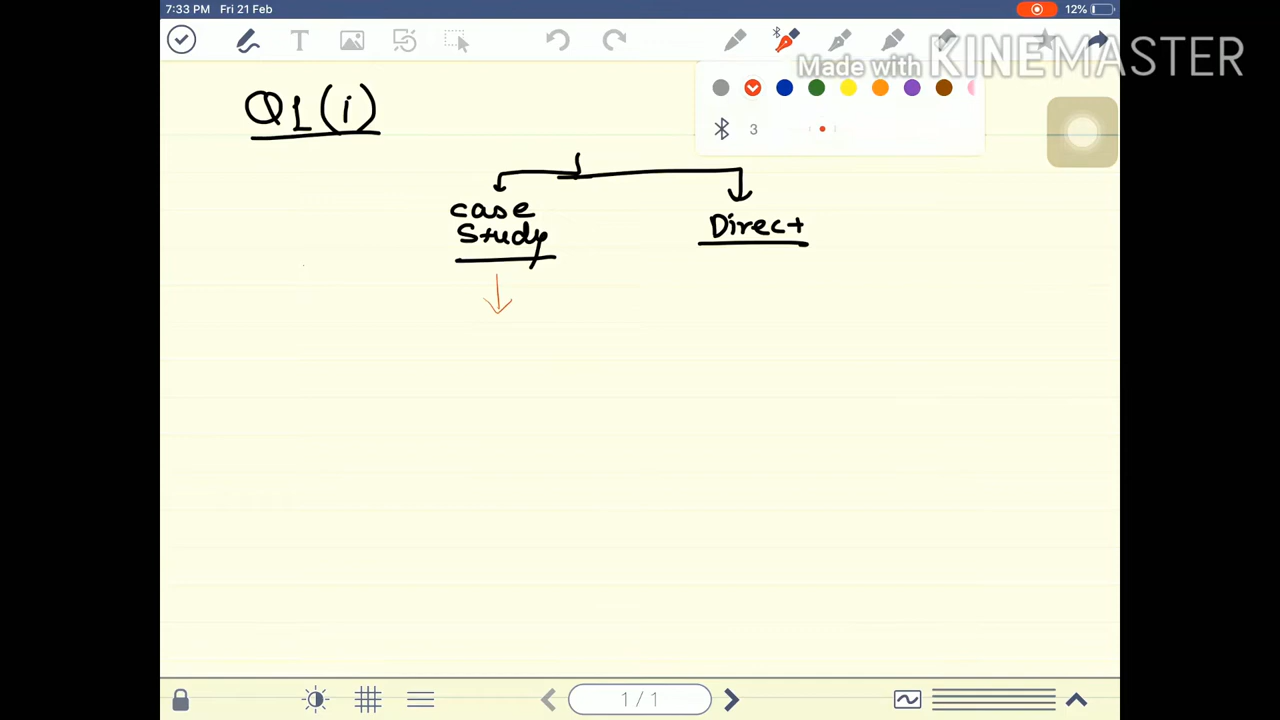 7:33 PM Fri 21 Feb
12%
Made with KINEMASTER
3
Q1(i)
case
Study
Direct
1 / 1